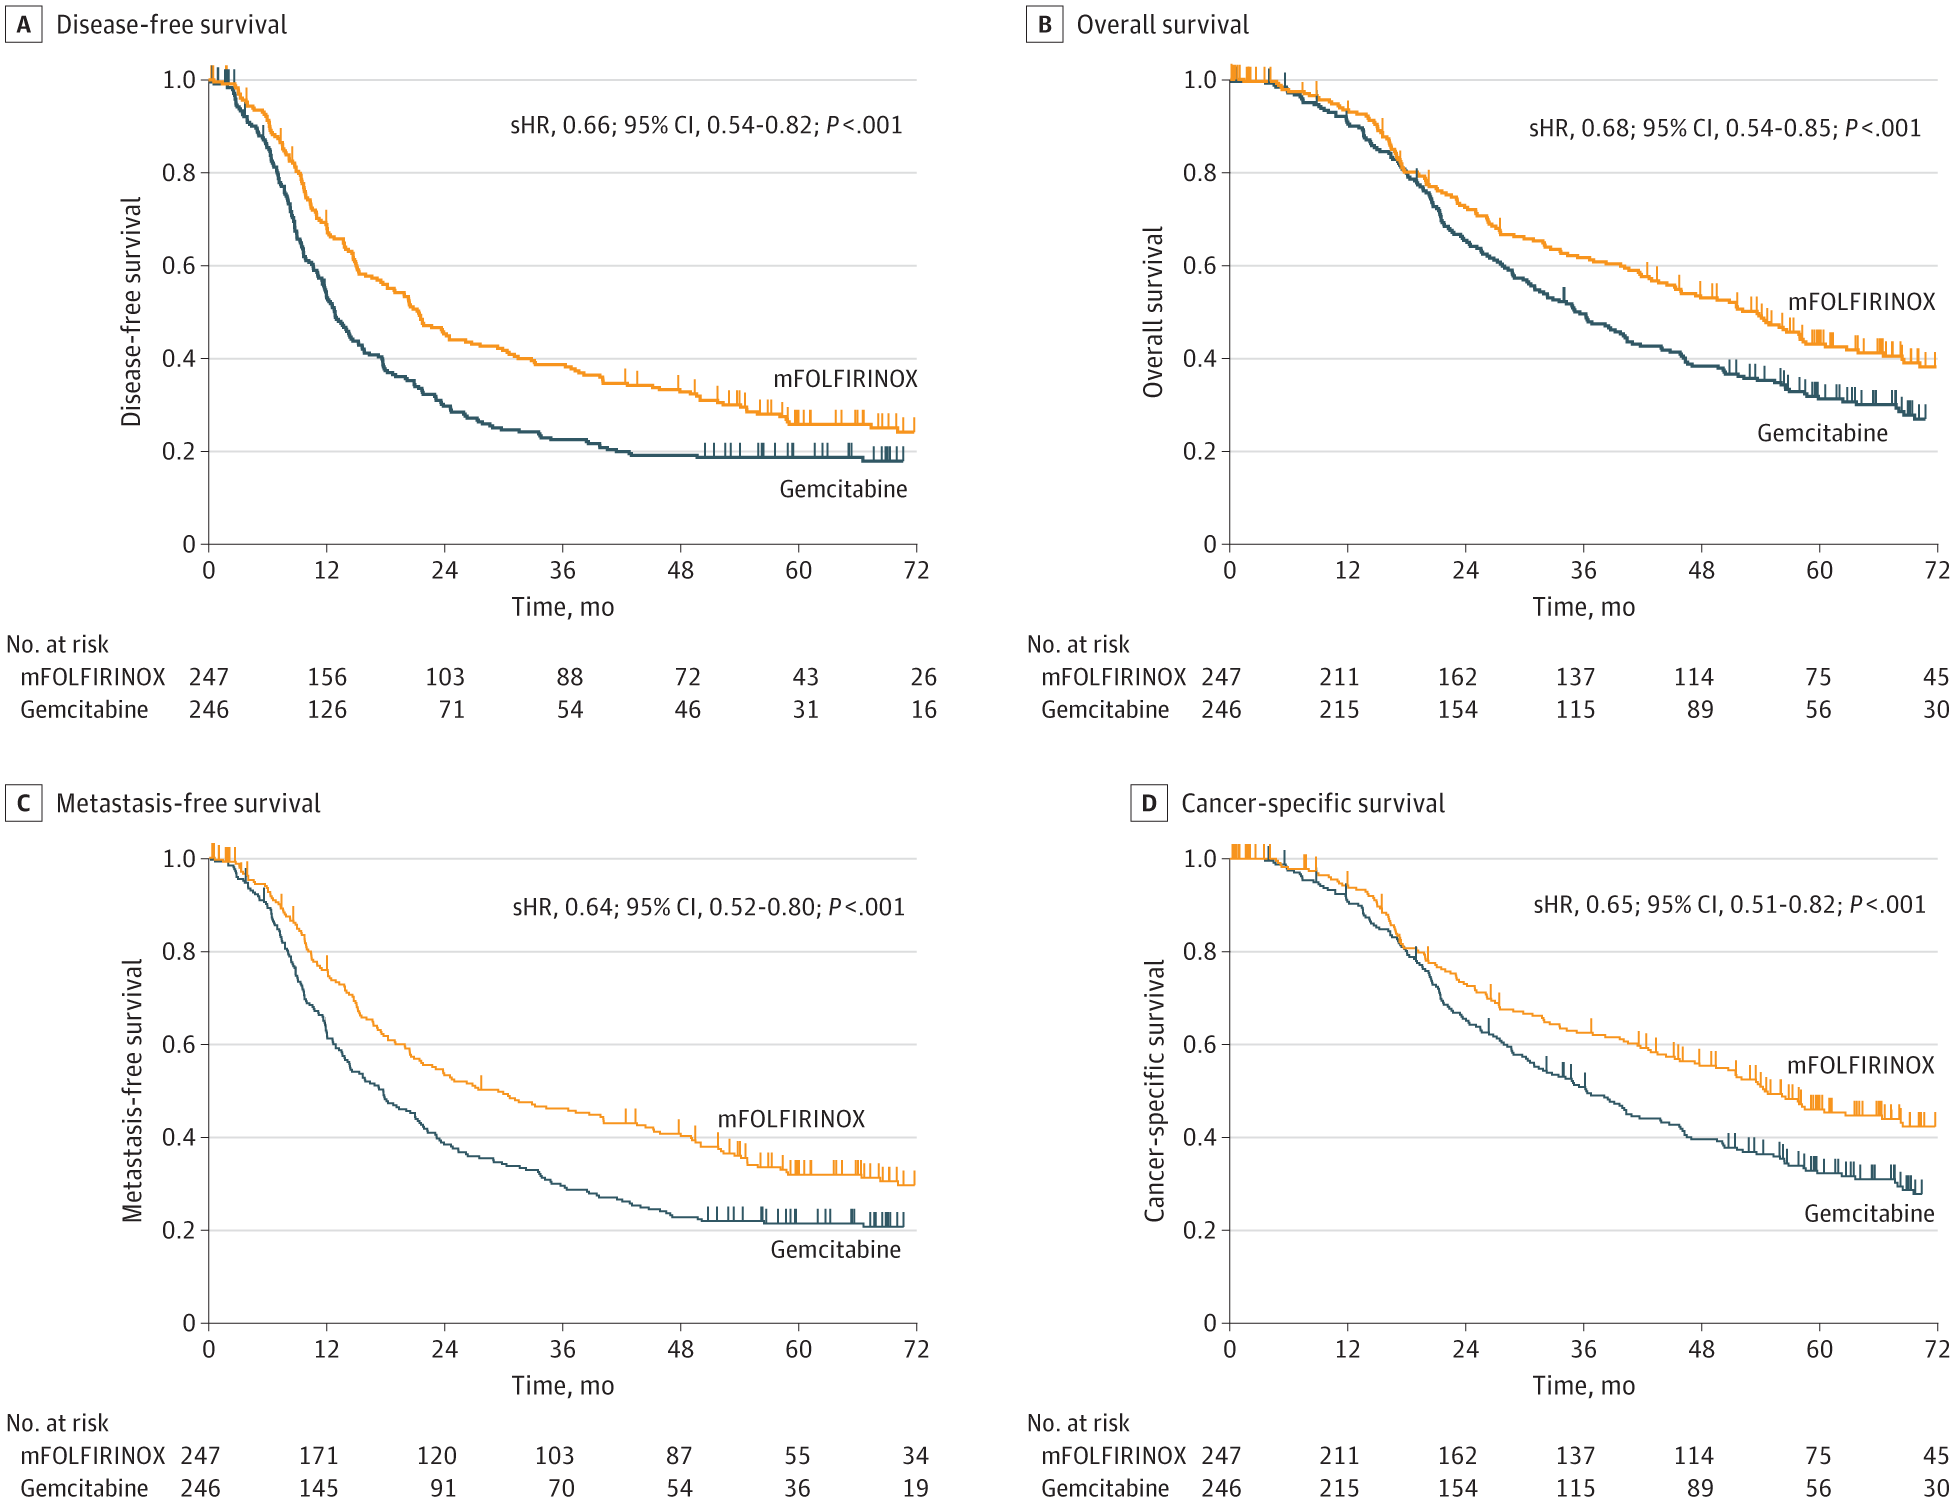 A Disease-free survival
1.0
0.8
0.6
0.4
0.2
0
Disease-free survival
sHR, 0.66; 95% CI, 0.54-0.82; P <.001
mFOLFIRINOX
Gemcitabine
0 12 24 36 48 60 72
Time, mo
No. at risk
mFOLFIRINOX 247 156 103 88 72 43 26
Gemcitabine 246 126 71 54 46 31 16
B Overall survival
1.0
0.8
0.6
0.4
0.2
0
Overall survival
sHR, 0.68; 95% CI, 0.54-0.85; P <.001
mFOLFIRINOX
Gemcitabine
0 12 24 36 48 60 72
Time, mo
No. at risk
mFOLFIRINOX 247 211 162 137 114 75 45
Gemcitabine 246 215 154 115 89 56 30
C Metastasis-free survival
1.0
0.8
0.6
0.4
0.2
0
Metastasis-free survival
sHR, 0.64; 95% CI, 0.52-0.80; P <.001
mFOLFIRINOX
Gemcitabine
0 12 24 36 48 60 72
Time, mo
No. at risk
mFOLFIRINOX 247 171 120 103 87 55 34
Gemcitabine 246 145 91 70 54 36 19
D Cancer-specific survival
1.0
0.8
0.6
0.4
0.2
0
Cancer-specific survival
sHR, 0.65; 95% CI, 0.51-0.82; P <.001
mFOLFIRINOX
Gemcitabine
0 12 24 36 48 60 72
Time, mo
No. at risk
mFOLFIRINOX 247 211 162 137 114 75 45
Gemcitabine 246 215 154 115 89 56 30